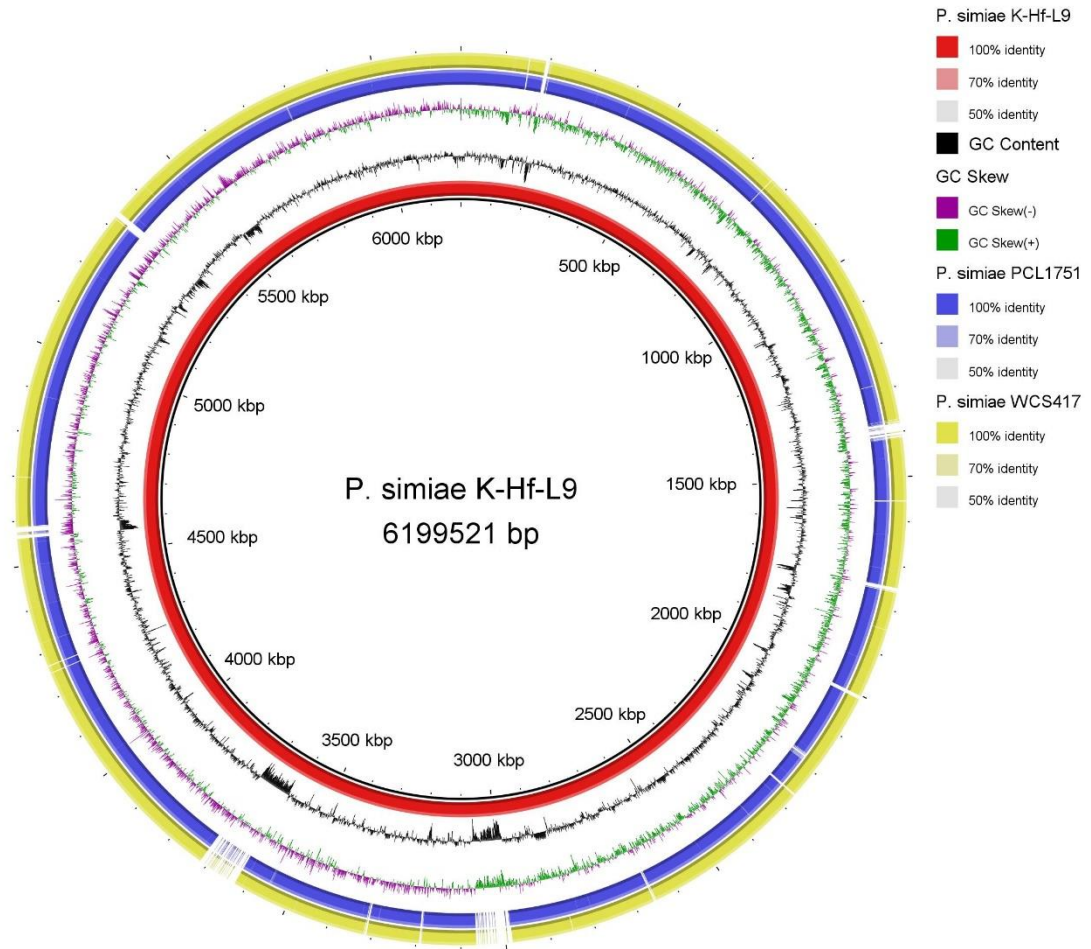 6000 kbp
500 kbp
5500 kbp
1000 kbp
5000 kbp
1500 kbp
P. simiae K-Hf-L9
6199521 bp
4500 kbp
2000 kbp
4000 kbp
2500 kbp
3500 kbp
3000 kbp
P. simiae K-Hf-L9
100% identity
70% identity
50% identity
GC Content
GC Skew
GC Skew(-)
GC Skew(+)
P. simiae PCL1751
100% identity
70% identity
50% identity
P. simiae WCS417
100% identity
70% identity
50% identity